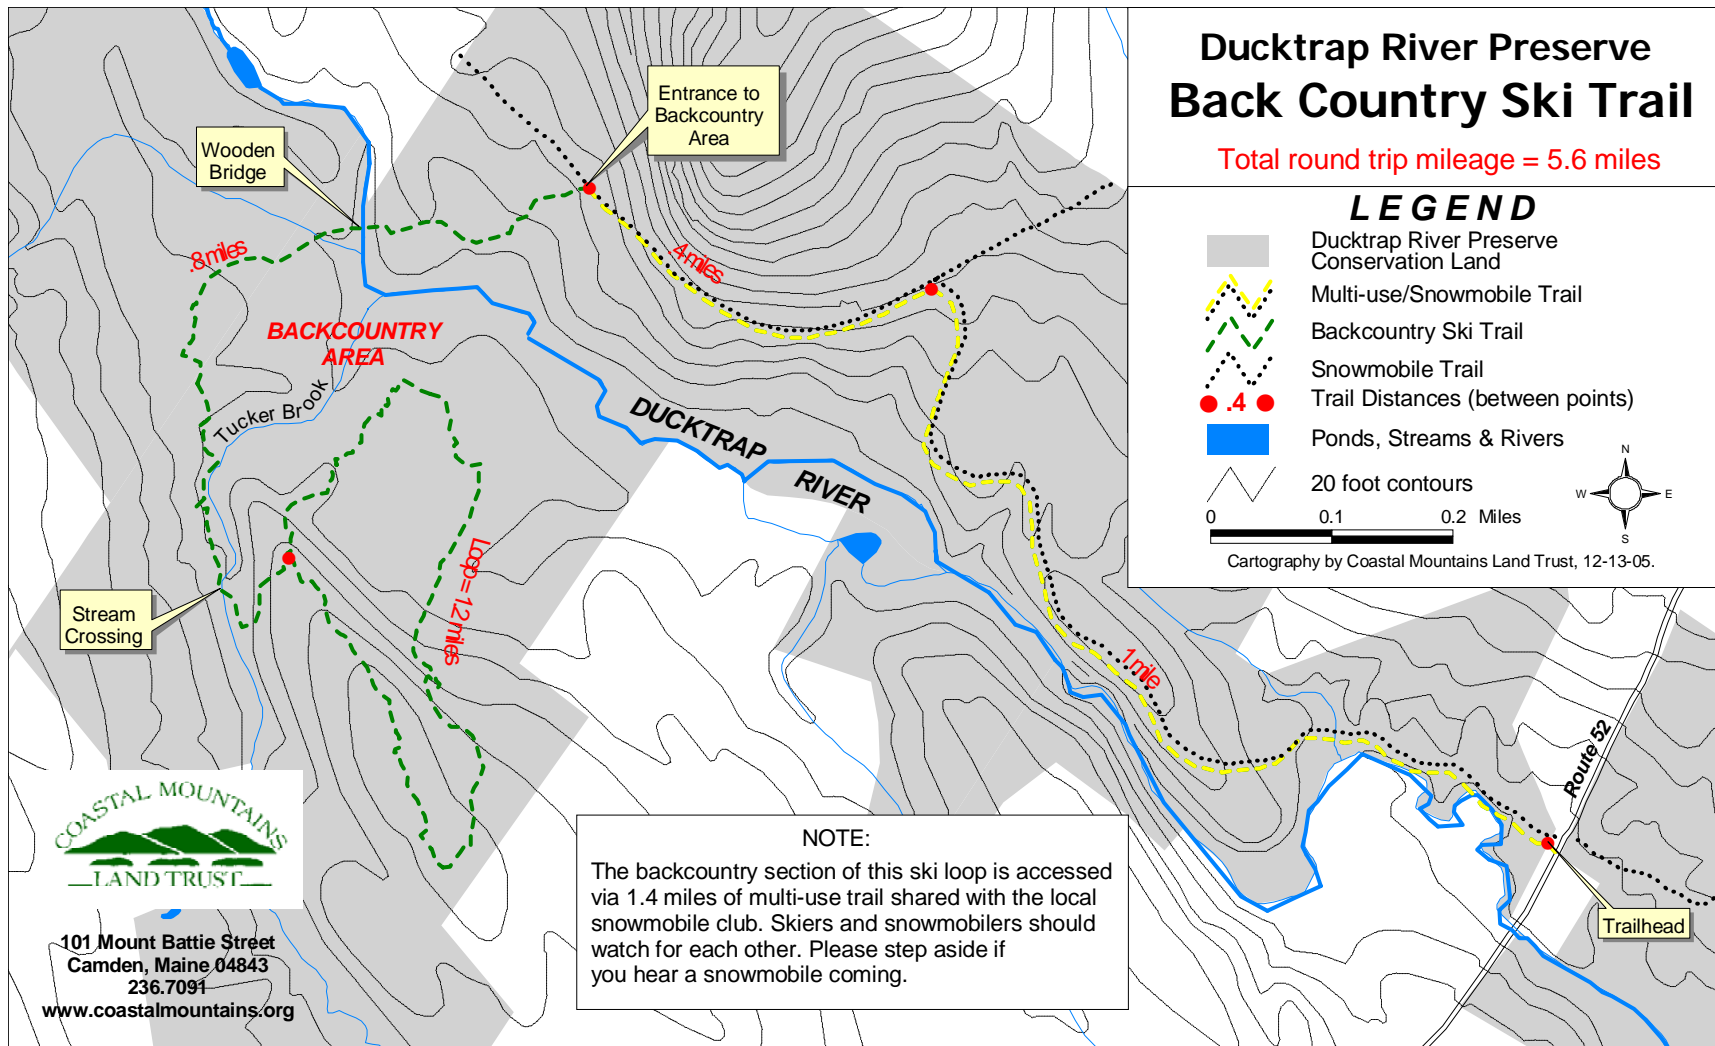 Ducktrap River Preserve
Back Country Ski Trail
Total round trip mileage = 5.6 miles
LEGEND
Ducktrap River Preserve
Conservation Land
Multi-use/Snowmobile Trail
Backcountry Ski Trail
Snowmobile Trail
.4
Trail Distances (between points)
Ponds, Streams & Rivers
20 foot contours
0 0.1 0.2 Miles
N
W E
S
Cartography by Coastal Mountains Land Trust, 12-13-05.
Entrance to
Backcountry
Area
Wooden
Bridge
.8 miles
.4 miles
BACKCOUNTRY
AREA
Tucker Brook
DUCKTRAP
RIVER
Loop = 1.2 miles
Stream
Crossing
1 mile
Route 52
Trailhead
COASTAL MOUNTAINS
LAND TRUST
101 Mount Battie Street
Camden, Maine 04843
236.7091
www.coastalmountains.org
NOTE:
The backcountry section of this ski loop is accessed
via 1.4 miles of multi-use trail shared with the local
snowmobile club. Skiers and snowmobilers should
watch for each other. Please step aside if
you hear a snowmobile coming.